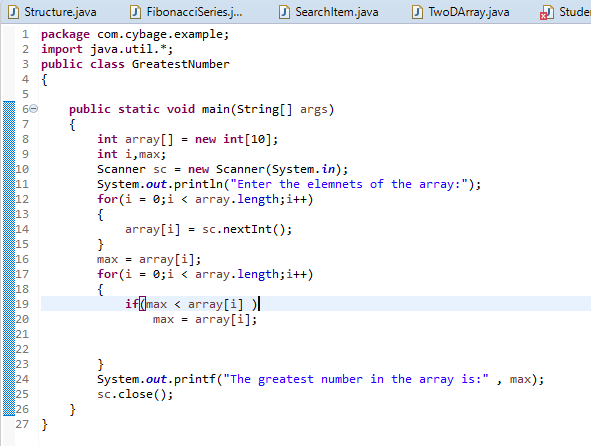 Structure.java FibonacciSeries.j... SearchItem.java TwoDArray.java Stude
1 package com.cybage.example;
2 import java.util.*;
3 public class GreatestNumber
4 {
5
6 public static void main(String[] args)
7 {
8 int array[] = new int[10];
9 int i,max;
10 Scanner sc = new Scanner(System.in);
11 System.out.println("Enter the elemnets of the array:");
12 for(i = 0;i < array.length;i++)
13 {
14 array[i] = sc.nextInt();
15 }
16 max = array[i];
17 for(i = 0;i < array.length;i++)
18 {
19 if(max < array[i] )
20 max = array[i];
21
22
23 }
24 System.out.printf("The greatest number in the array is:" , max);
25 sc.close();
26 }
27 }